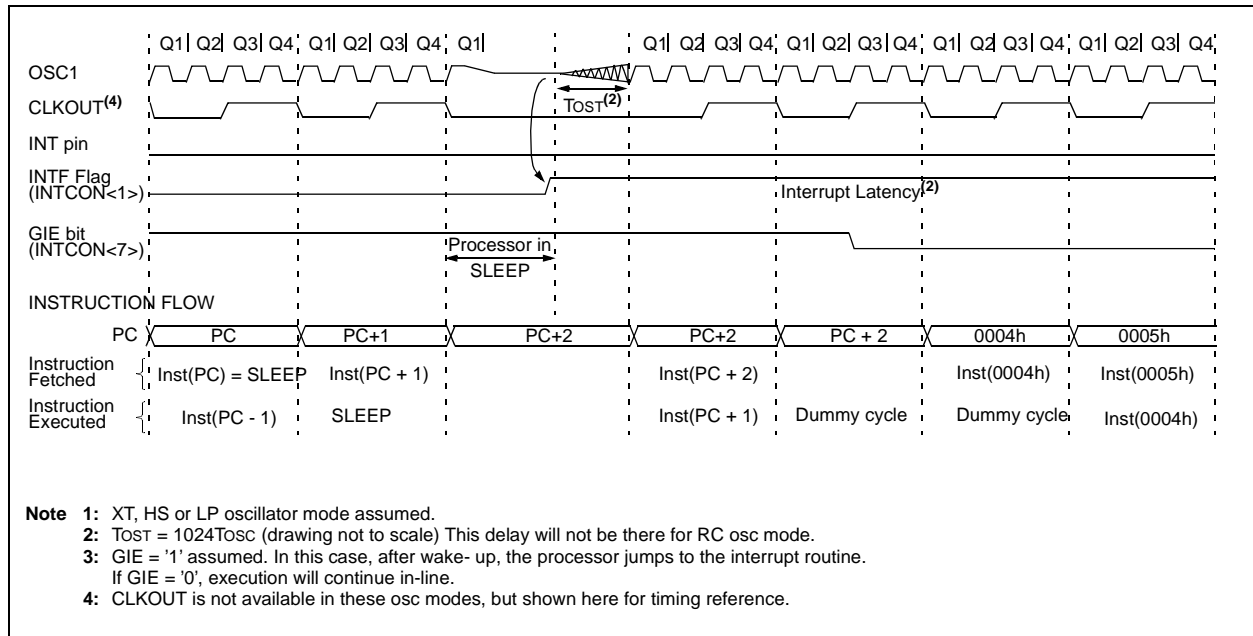 Q1 Q2 Q3 Q4 Q1 Q2 Q3 Q4 Q1 Q1 Q2 Q3 Q4 Q1 Q2 Q3 Q4 Q1 Q2 Q3 Q4 Q1 Q2 Q3 Q4
OSC1
CLKOUT(4)
TOST(2)
INT pin
INTF Flag
(INTCON<1>)
Interrupt Latency(2)
GIE bit
(INTCON<7>)
Processor in
SLEEP
INSTRUCTION FLOW
PC PC PC+1 PC+2 PC+2 PC + 2 0004h 0005h
Instruction
Fetched
Inst(PC) = SLEEP Inst(PC + 1) Inst(PC + 2) Inst(0004h) Inst(0005h)
Instruction
Executed
Inst(PC - 1) SLEEP Inst(PC + 1) Dummy cycle Dummy cycle Inst(0004h)
Note 1: XT, HS or LP oscillator mode assumed.
2: TOST = 1024TOSC (drawing not to scale) This delay will not be there for RC osc mode.
3: GIE = '1' assumed. In this case, after wake- up, the processor jumps to the interrupt routine.
If GIE = '0', execution will continue in-line.
4: CLKOUT is not available in these osc modes, but shown here for timing reference.